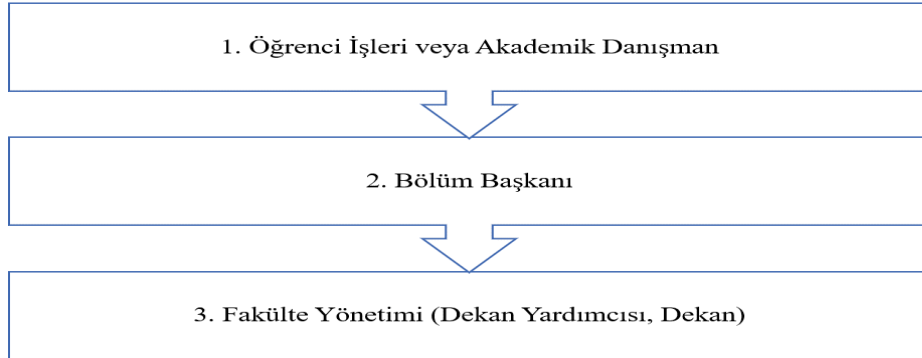 1. Öğrenci İşleri veya Akademik Danışman
2. Bölüm Başkanı
3. Fakülte Yönetimi (Dekan Yardımcısı, Dekan)